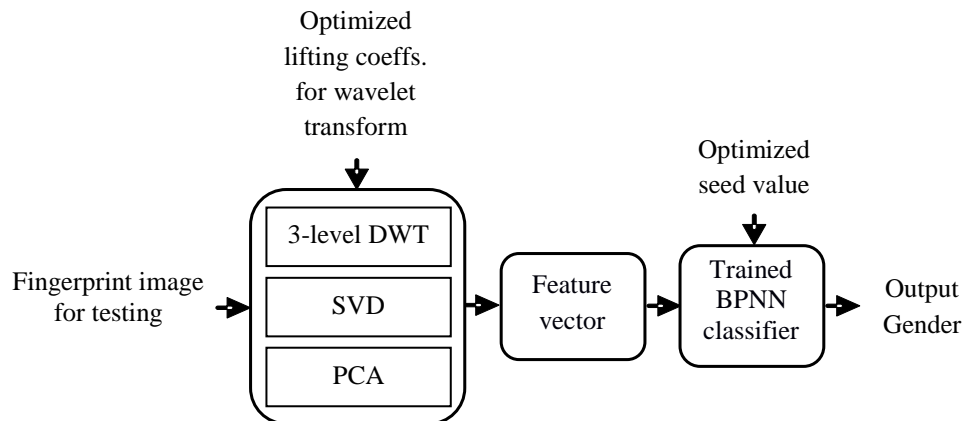 Optimized
lifting coeffs.
for wavelet
transform
Optimized
seed value
Fingerprint image
for testing
3-level DWT
SVD
PCA
Feature
vector
Trained
BPNN
classifier
Output
Gender